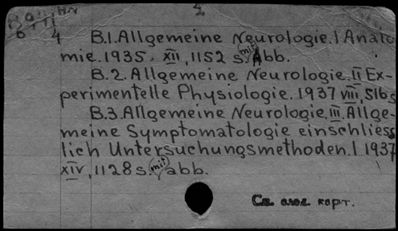 2
6 4 B.1. Allgemeine Neurologie. I Anato
mie. 1935. XII, 1152 s. mit Abb.
B.2. Allgemeine Neurologie. II Ex-
perimentelle Physiologie. 1937 VIII, 516 s
B.3. Allgemeine Neurologie. III. Allge-
meine Symptomatologie einschliess
lich Untersuchungsmethoden. I 1937
XIV, 1128 s. mit abb.
См. след. карт.